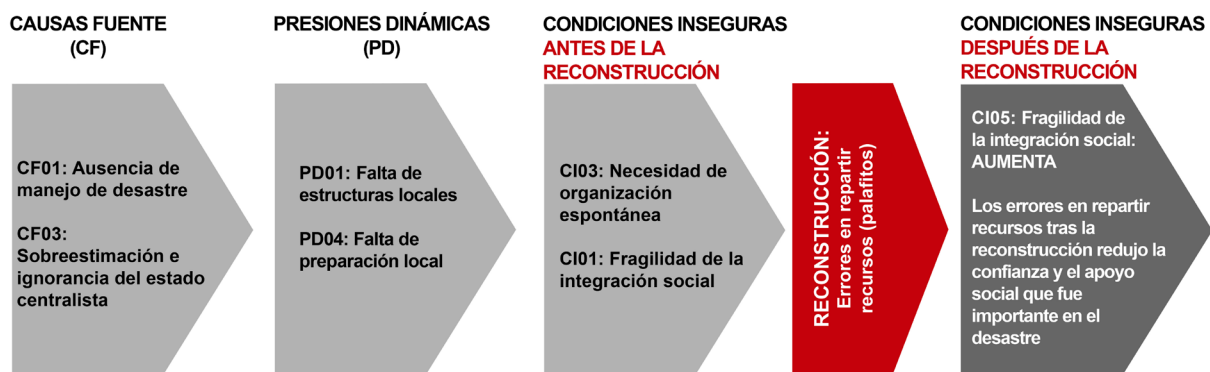 CAUSAS FUENTE
(CF)
CF01: Ausencia de
manejo de desastre
CF03:
Sobreestimación e
ignorancia del estado
centralista
PRESIONES DINÁMICAS
(PD)
PD01: Falta de
estructuras locales
PD04: Falta de
preparación local
CONDICIONES INSEGURAS
ANTES DE LA
RECONSTRUCCIÓN
CI03: Necesidad de
organización
espontánea
CI01: Fragilidad de la
integración social
RECONSTRUCCIÓN:
Errores en repartir
recursos (palafitos)
CONDICIONES INSEGURAS
DESPUÉS DE LA
RECONSTRUCCIÓN
CI05: Fragilidad de
la integración social:
AUMENTA
Los errores en repartir
recursos tras la
reconstrucción redujo la
confianza y el apoyo
social que fue
importante en el
desastre